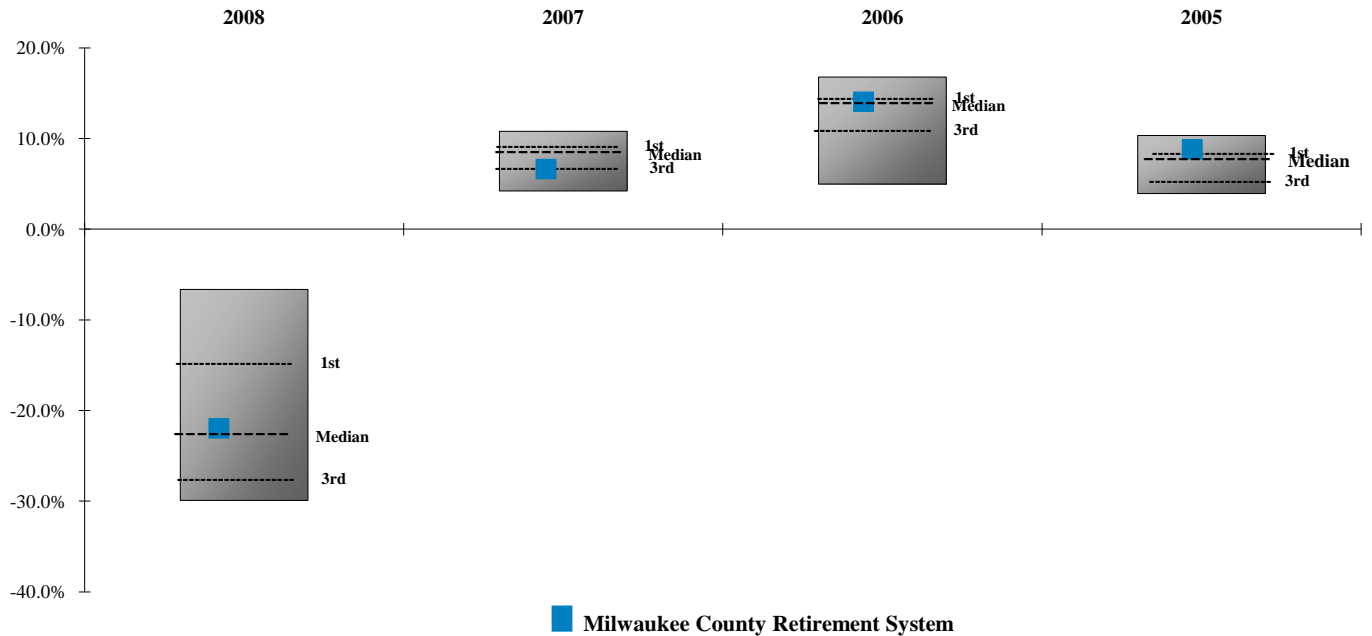 2008 2007 2006 2005
20.0%
10.0%
0.0%
-10.0%
-20.0%
-30.0%
-40.0%
1st
Median
3rd
1st
Median
3rd
1st
Median
3rd
1st
Median
3rd
Milwaukee County Retirement System